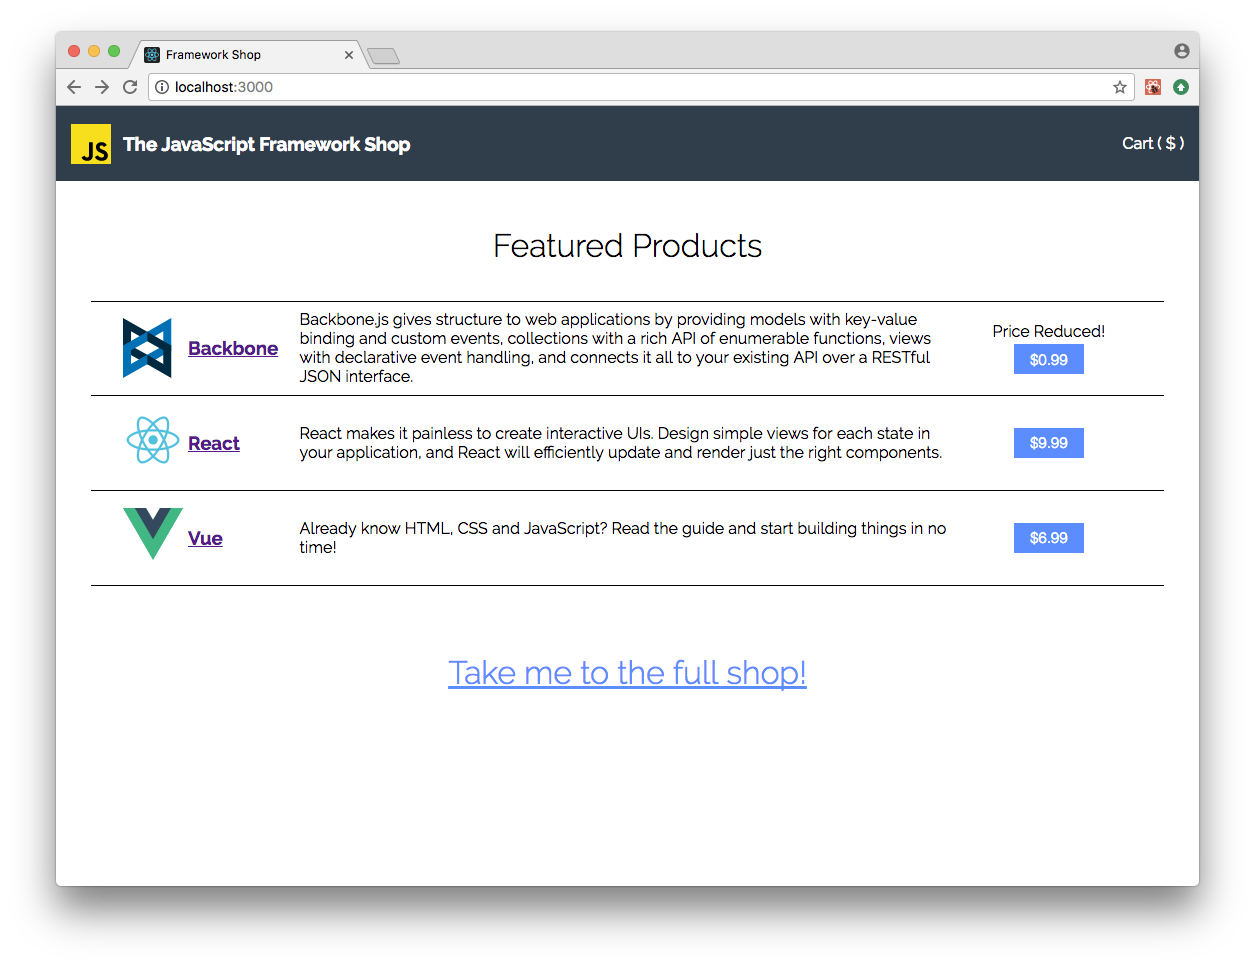 Framework Shop
localhost:3000
JS
The JavaScript Framework Shop
Cart ( $ )
Featured Products
Backbone
Backbone.js gives structure to web applications by providing models with key-value
binding and custom events, collections with a rich API of enumerable functions, views
with declarative event handling, and connects it all to your existing API over a RESTful
JSON interface.
Price Reduced!
$0.99
React
React makes it painless to create interactive UIs. Design simple views for each state in
your application, and React will efficiently update and render just the right components.
$9.99
Vue
Already know HTML, CSS and JavaScript? Read the guide and start building things in no
time!
$6.99
Take me to the full shop!